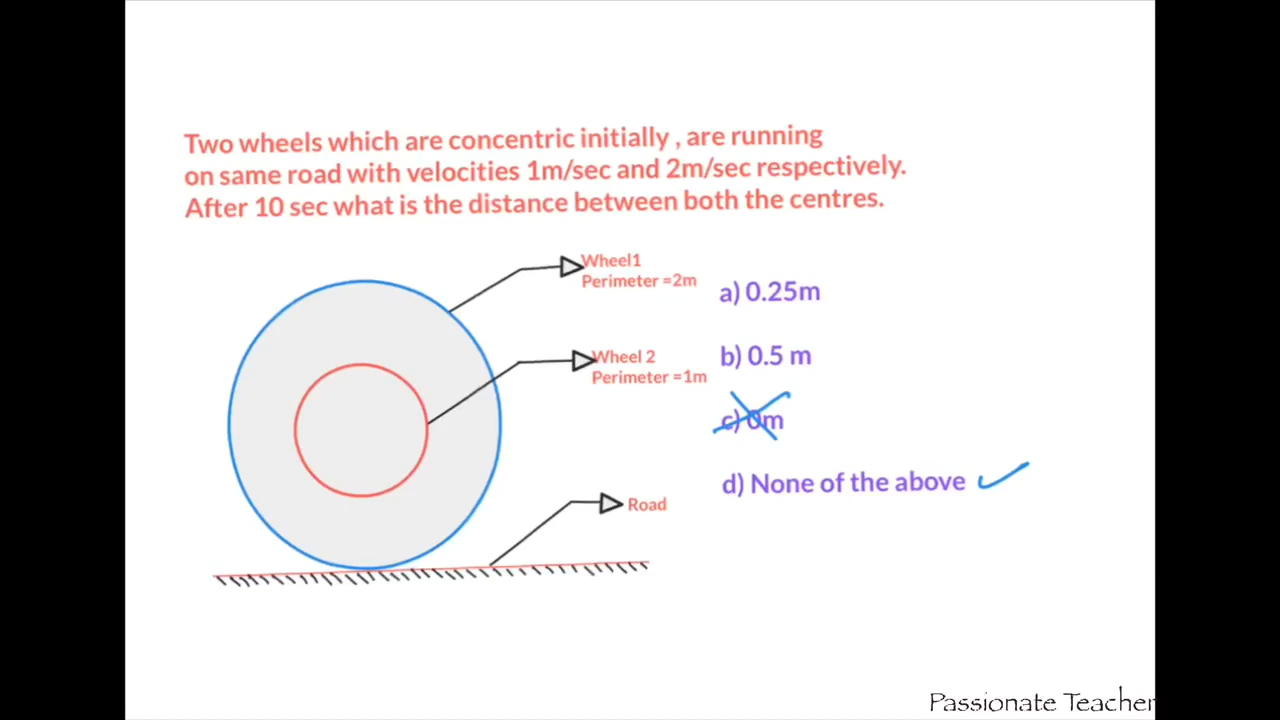 Two wheels which are concentric initially , are running
on same road with velocities 1m/sec and 2m/sec respectively.
After 10 sec what is the distance between both the centres.
Wheel1
Perimeter =2m
a) 0.25m
Wheel 2
Perimeter =1m
b) 0.5 m
c) 0m
d) None of the above
Road
Passionate Teacher